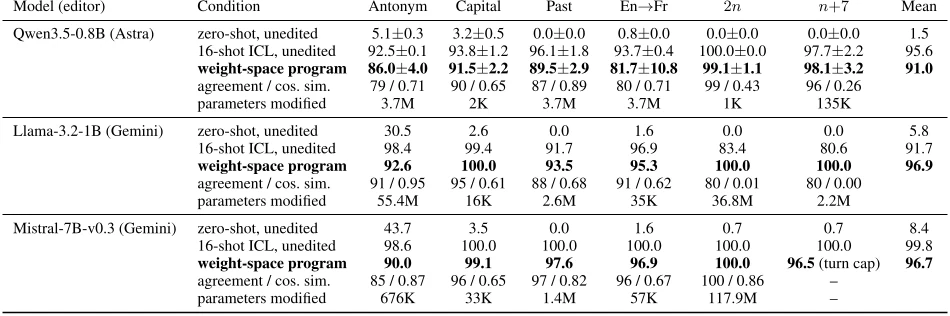 Model (editor) Condition Antonym Capital Past En→Fr 2n n+7 Mean
Qwen3.5-0.8B (Astra) zero-shot, unedited 5.1±0.3 3.2±0.5 0.0±0.0 0.8±0.0 0.0±0.0 0.0±0.0 1.5
16-shot ICL, unedited 92.5±0.1 93.8±1.2 96.1±1.8 93.7±0.4 100.0±0.0 97.7±2.2 95.6
weight-space program 86.0±4.0 91.5±2.2 89.5±2.9 81.7±10.8 99.1±1.1 98.1±3.2 91.0
agreement / cos. sim. 79 / 0.71 90 / 0.65 87 / 0.89 80 / 0.71 99 / 0.43 96 / 0.26
parameters modified 3.7M 2K 3.7M 3.7M 1K 135K
Llama-3.2-1B (Gemini) zero-shot, unedited 30.5 2.6 0.0 1.6 0.0 0.0 5.8
16-shot ICL, unedited 98.4 99.4 91.7 96.9 83.4 80.6 91.7
weight-space program 92.6 100.0 93.5 95.3 100.0 100.0 96.9
agreement / cos. sim. 91 / 0.95 95 / 0.61 88 / 0.68 91 / 0.62 80 / 0.01 80 / 0.00
parameters modified 55.4M 16K 2.6M 35K 36.8M 2.2M
Mistral-7B-v0.3 (Gemini) zero-shot, unedited 43.7 3.5 0.0 1.6 0.7 0.7 8.4
16-shot ICL, unedited 98.6 100.0 100.0 100.0 100.0 100.0 99.8
weight-space program 90.0 99.1 97.6 96.9 100.0 96.5 (turn cap) 96.7
agreement / cos. sim. 85 / 0.87 96 / 0.65 97 / 0.82 96 / 0.67 100 / 0.86 –
parameters modified 676K 33K 1.4M 57K 117.9M –